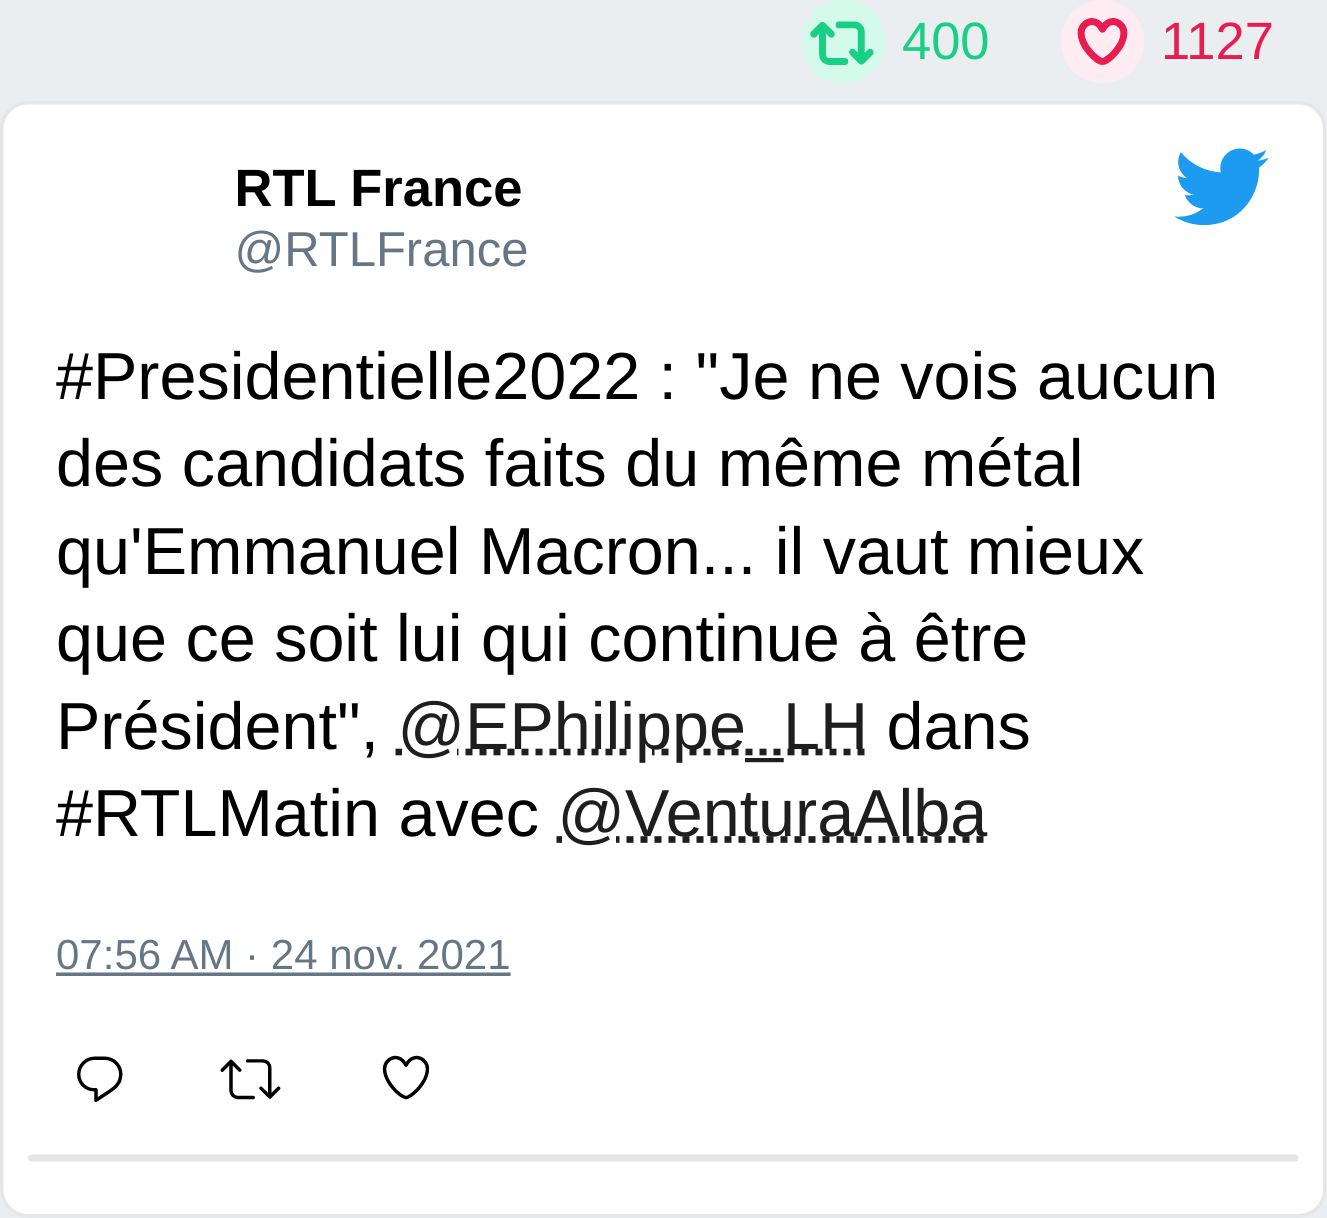 400 1127
RTL France
@RTLFrance
#Presidentielle2022 : "Je ne vois aucun
des candidats faits du même métal
qu'Emmanuel Macron... il vaut mieux
que ce soit lui qui continue à être
Président", @EPhilippe_LH dans
#RTLMatin avec @VenturaAlba
07:56 AM · 24 nov. 2021